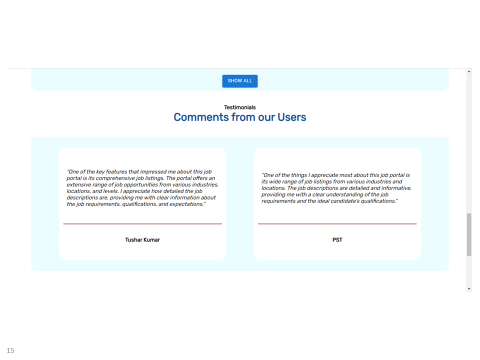 SHOW ALL
Testimonials
Comments from our Users
"One of the key features that impressed me about this job
portal is its comprehensive job listings. The portal offers an
extensive range of job opportunities from various industries,
locations, and levels. I appreciate how detailed the job
descriptions are, providing me with clear information about
the job requirements, qualifications, and expectations."
Tushar Kumar
"One of the things I appreciate most about this job portal is
its wide range of job listings from various industries and
locations. The job descriptions are detailed and informative,
providing me with a clear understanding of the job
requirements and the ideal candidate's qualifications."
PST
15